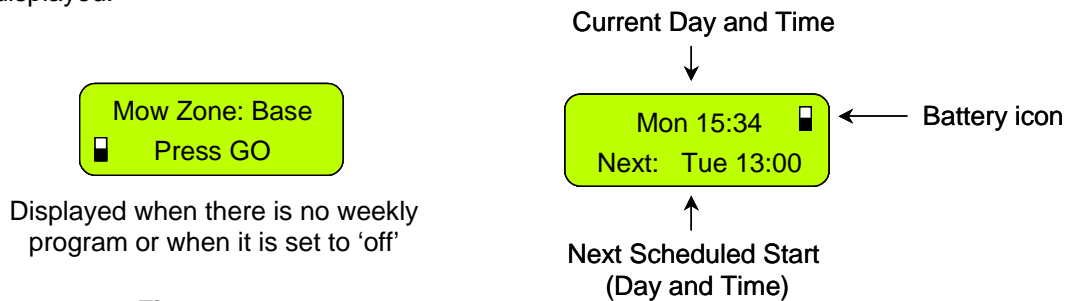 displayed.
Mow Zone: Base
Press GO
Displayed when there is no weekly
program or when it is set to ‘off’
Current Day and Time
Mon 15:34
Next: Tue 13:00
Battery icon
Next Scheduled Start
(Day and Time)